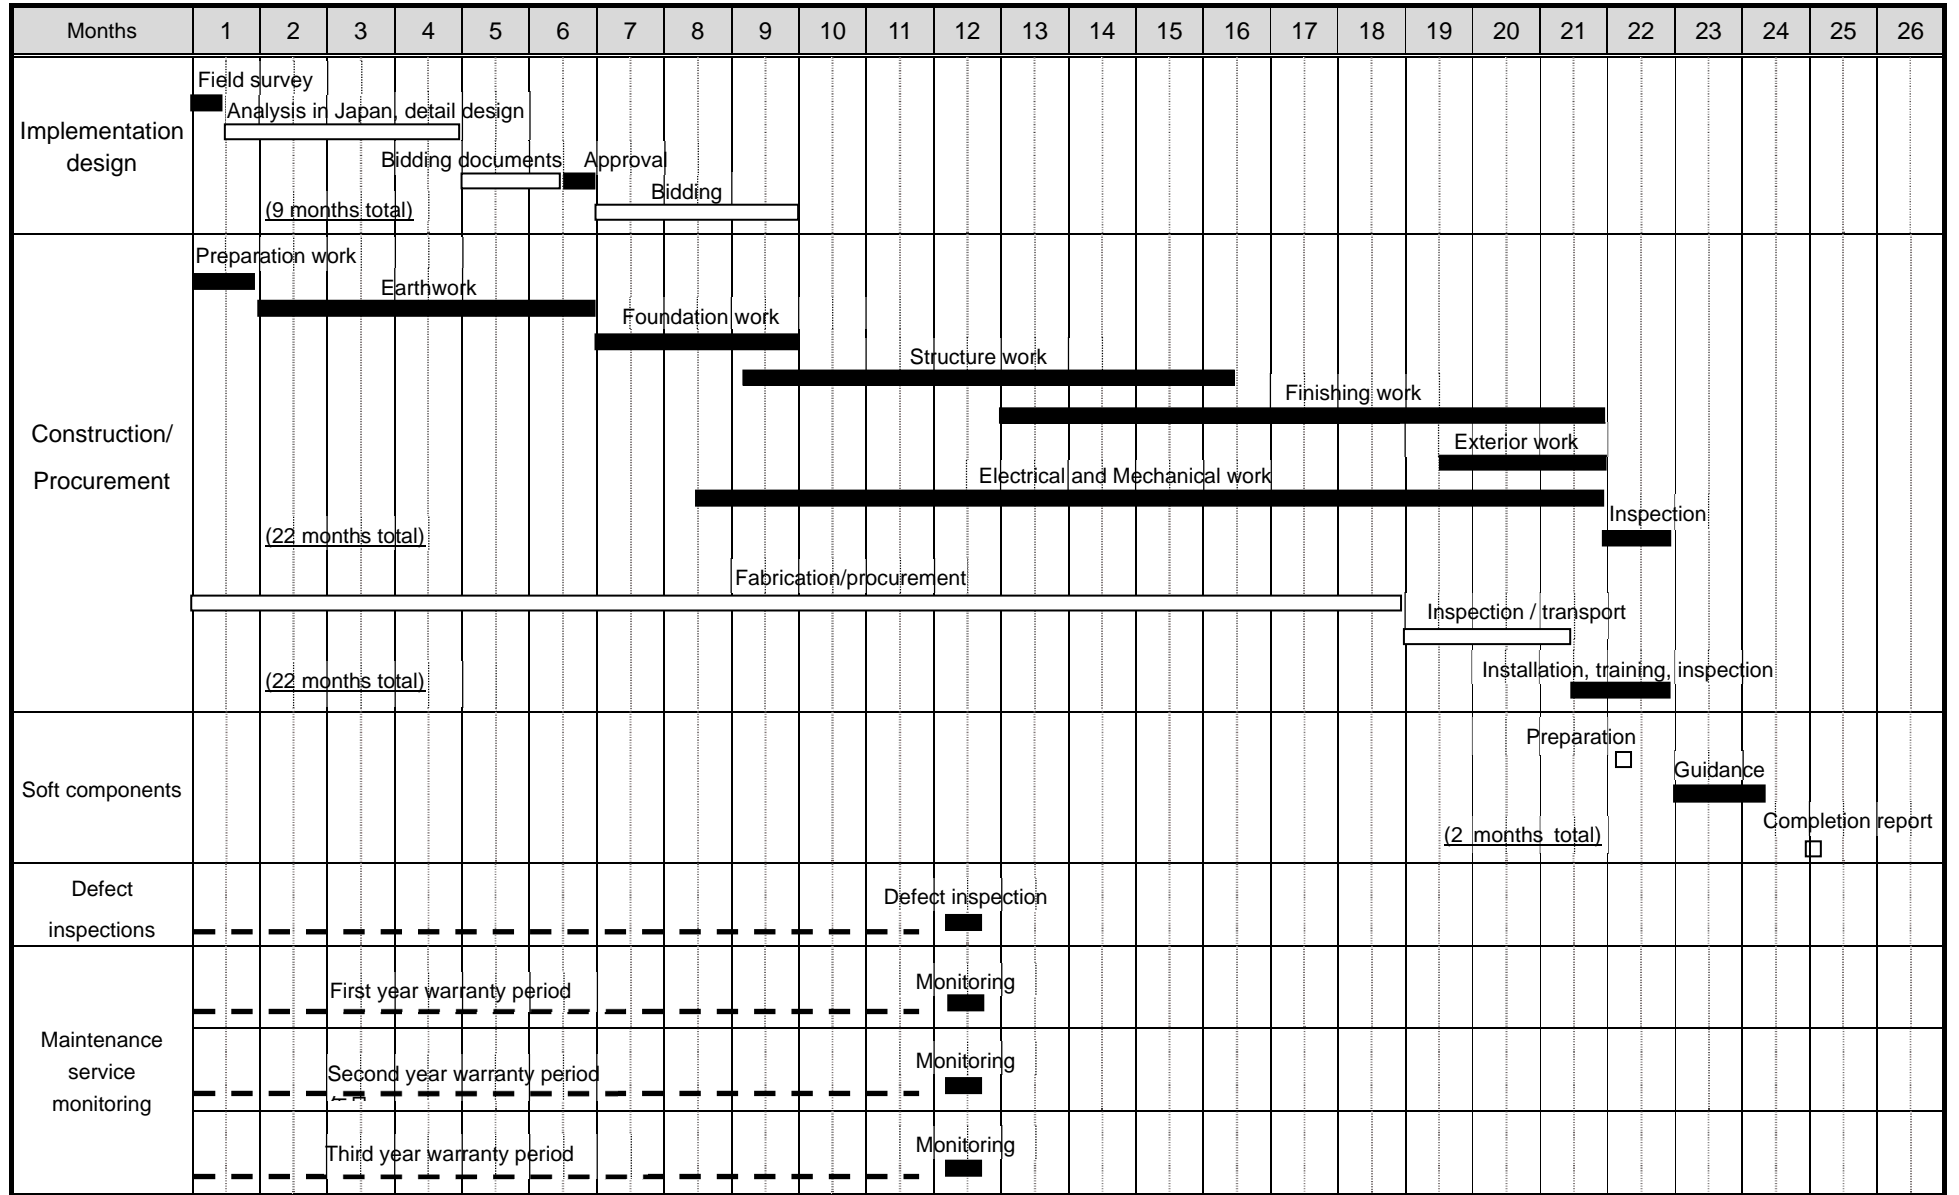 Months 1 2 3 4 5 6 7 8 9 10 11 12 13 14 15 16 17 18 19 20 21 22 23 24 25 26
Implementation
design
Field survey
Analysis in Japan, detail design
Bidding documents Approval
Bidding
(9 months total)
Construction/
Procurement
Preparation work
Earthwork
Foundation work
Structure work
Finishing work
Exterior work
Electrical and Mechanical work
Inspection
(22 months total)
Fabrication/procurement
Inspection / transport
Installation, training, inspection
(22 months total)
Soft components
Preparation
Guidance
Completion report
(2 months total)
Defect
inspections
Defect inspection
Maintenance
service
monitoring
First year warranty period
Monitoring
Second year warranty period
Monitoring
Third year warranty period
Monitoring